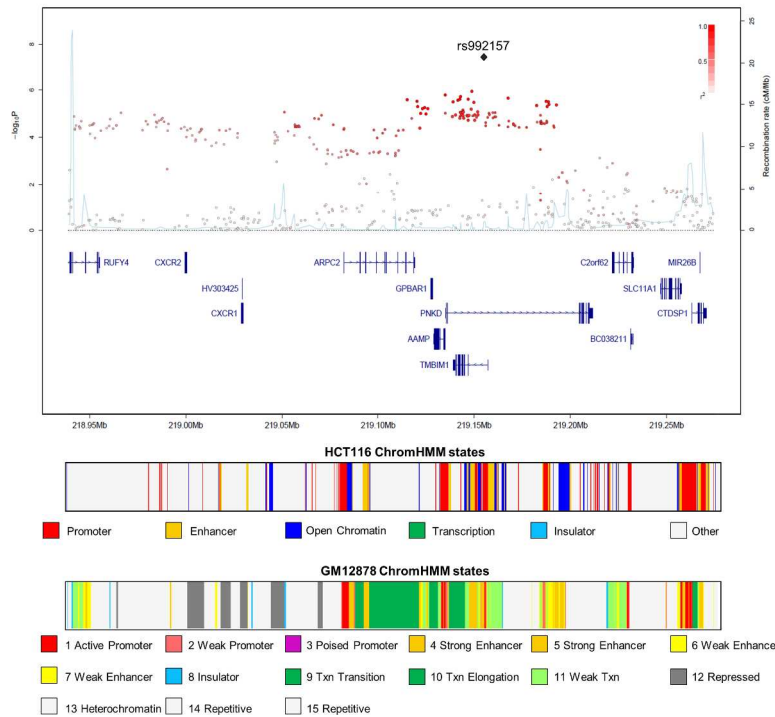 rs992157
1.0
0.5
r²
8
6
4
2
0
−log₁₀P
25
20
15
10
5
0
Recombination rate (cM/Mb)
RUFY4 CXCR2 ARPC2 C2orf62 MIR26B
HV303425 GPBAR1 SLC11A1
CXCR1 PNKD CTDSP1
AAMP BC038211
TMBIM1
218.95Mb 219.00Mb 219.05Mb 219.10Mb 219.15Mb 219.20Mb 219.25Mb
HCT116 ChromHMM states
Promoter Enhancer Open Chromatin Transcription Insulator Other
GM12878 ChromHMM states
1 Active Promoter 2 Weak Promoter 3 Poised Promoter 4 Strong Enhancer 5 Strong Enhancer 6 Weak Enhance
7 Weak Enhancer 8 Insulator 9 Txn Transition 10 Txn Elongation 11 Weak Txn 12 Repressed
13 Heterochromatin 14 Repetitive 15 Repetitive